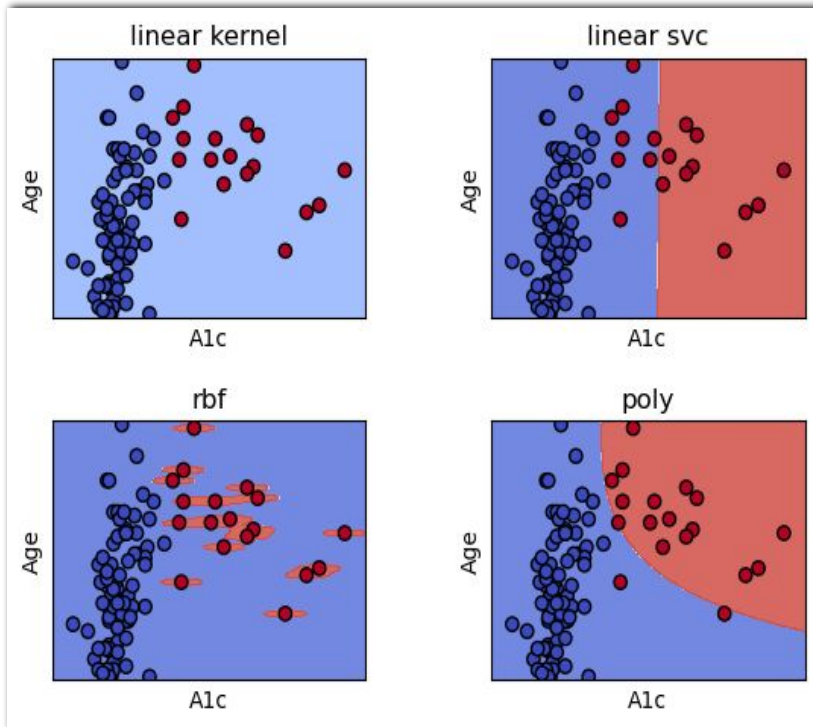 linear kernel
linear svc
Age
Age
A1c
A1c
rbf
poly
Age
Age
A1c
A1c